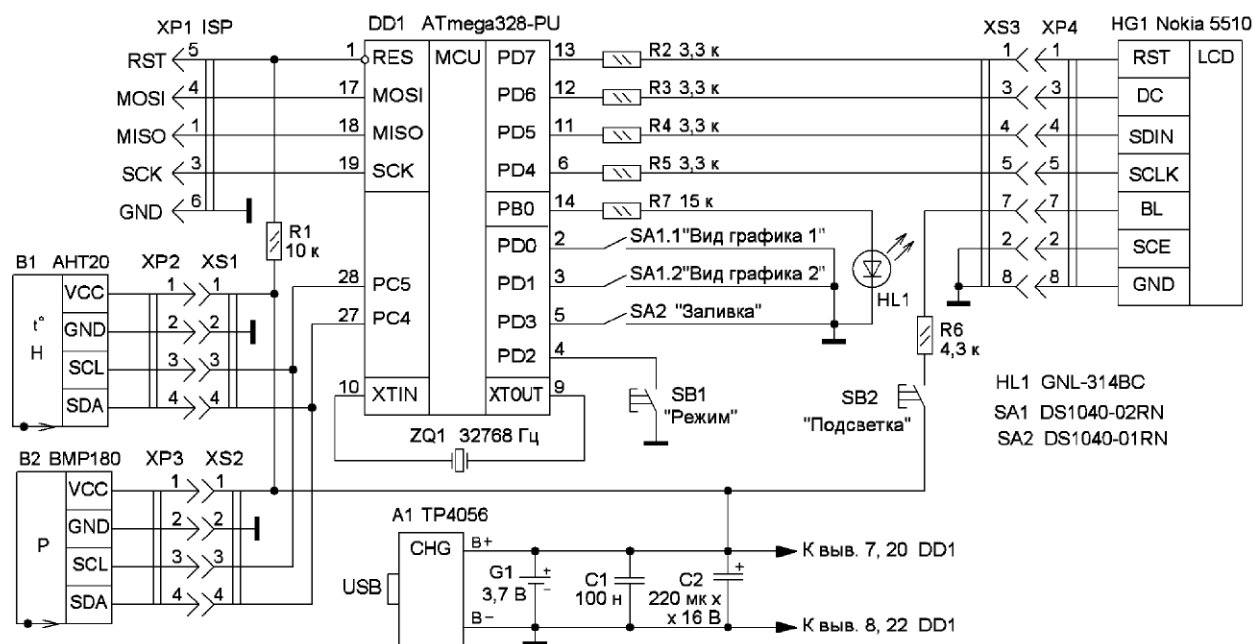 XP1 ISP
DD1 ATmega328-PU
XS3 XP4 HG1 Nokia 5510
RST 5 1 RES MCU PD7 13 R2 3,3 к 1 1 RST LCD
MOSI 4 17 MOSI PD6 12 R3 3,3 к 3 3 DC
MISO 1 18 MISO PD5 11 R4 3,3 к 4 4 SDIN
SCK 3 19 SCK PD4 6 R5 3,3 к 5 5 SCLK
GND 6 PB0 14 R7 15 к 7 7 BL
R1
10 к
PD0 2 SA1.1"Вид графика 1" 2 2 SCE
B1 AHT20 XP2 XS1
VCC 1 1 28 PC5 PD1 3 SA1.2"Вид графика 2" HL1 8 8 GND
t°
H
GND 2 2 27 PC4 PD3 5 SA2 "Заливка"
R6
4,3 к
SCL 3 3 PD2 4
SDA 4 4 10 XTIN XTOUT 9
SB1
"Режим"
SB2
"Подсветка"
HL1 GNL-314BC
SA1 DS1040-02RN
SA2 DS1040-01RN
ZQ1 32768 Гц
B2 BMP180 XP3 XS2
VCC 1 1
GND 2 2
P
SCL 3 3
SDA 4 4
A1 TP4056
CHG B+
USB
B−
G1
3,7 В
+
−
C1
100 н
C2
+
220 мк х
х 16 В
К выв. 7, 20 DD1
К выв. 8, 22 DD1